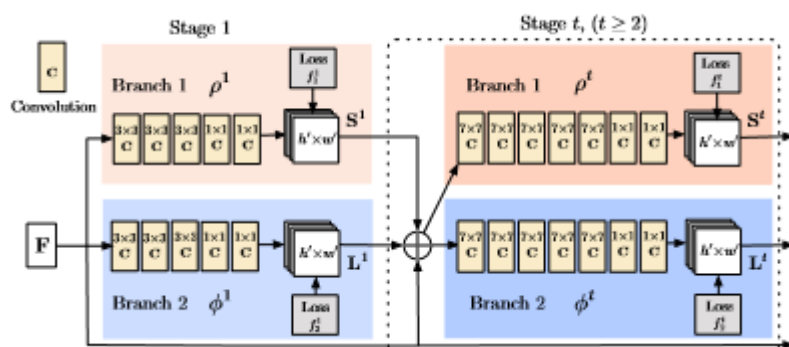 Stage 1
Stage t, (t ≥ 2)
C
Convolution
Branch 1 ρ¹
Loss
f₁¹
3×3 3×3 3×3 1×1 1×1
C C C C C
h′×w′
S¹
Branch 1 ρᵗ
Loss
f₁ᵗ
7×7 7×7 7×7 7×7 7×7 1×1 1×1
C C C C C C C
h′×w′
Sᵗ
F
3×3 3×3 3×3 1×1 1×1
C C C C C
h′×w′
L¹
Branch 2 ϕ¹
Loss
7×7 7×7 7×7 7×7 7×7 1×1 1×1
C C C C C C C
h′×w′
Lᵗ
Branch 2 ϕᵗ
Loss